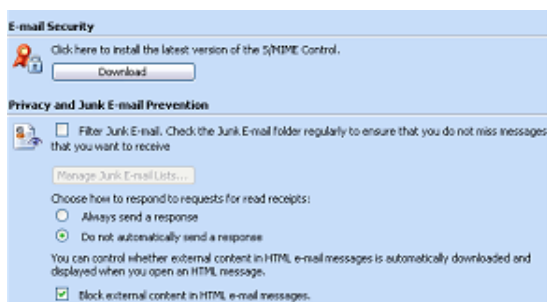 E-mail Security
Click here to install the latest version of the S/MIME Control.
Download
Privacy and Junk E-mail Prevention
Filter Junk E-mail. Check the Junk E-mail folder regularly to ensure that you do not miss messages
that you want to receive
Manage Junk E-mail Lists...
Choose how to respond to requests for read receipts:
Always send a response
Do not automatically send a response
You can control whether external content in HTML e-mail messages is automatically downloaded and
displayed when you open an HTML message.
Block external content in HTML e-mail messages.